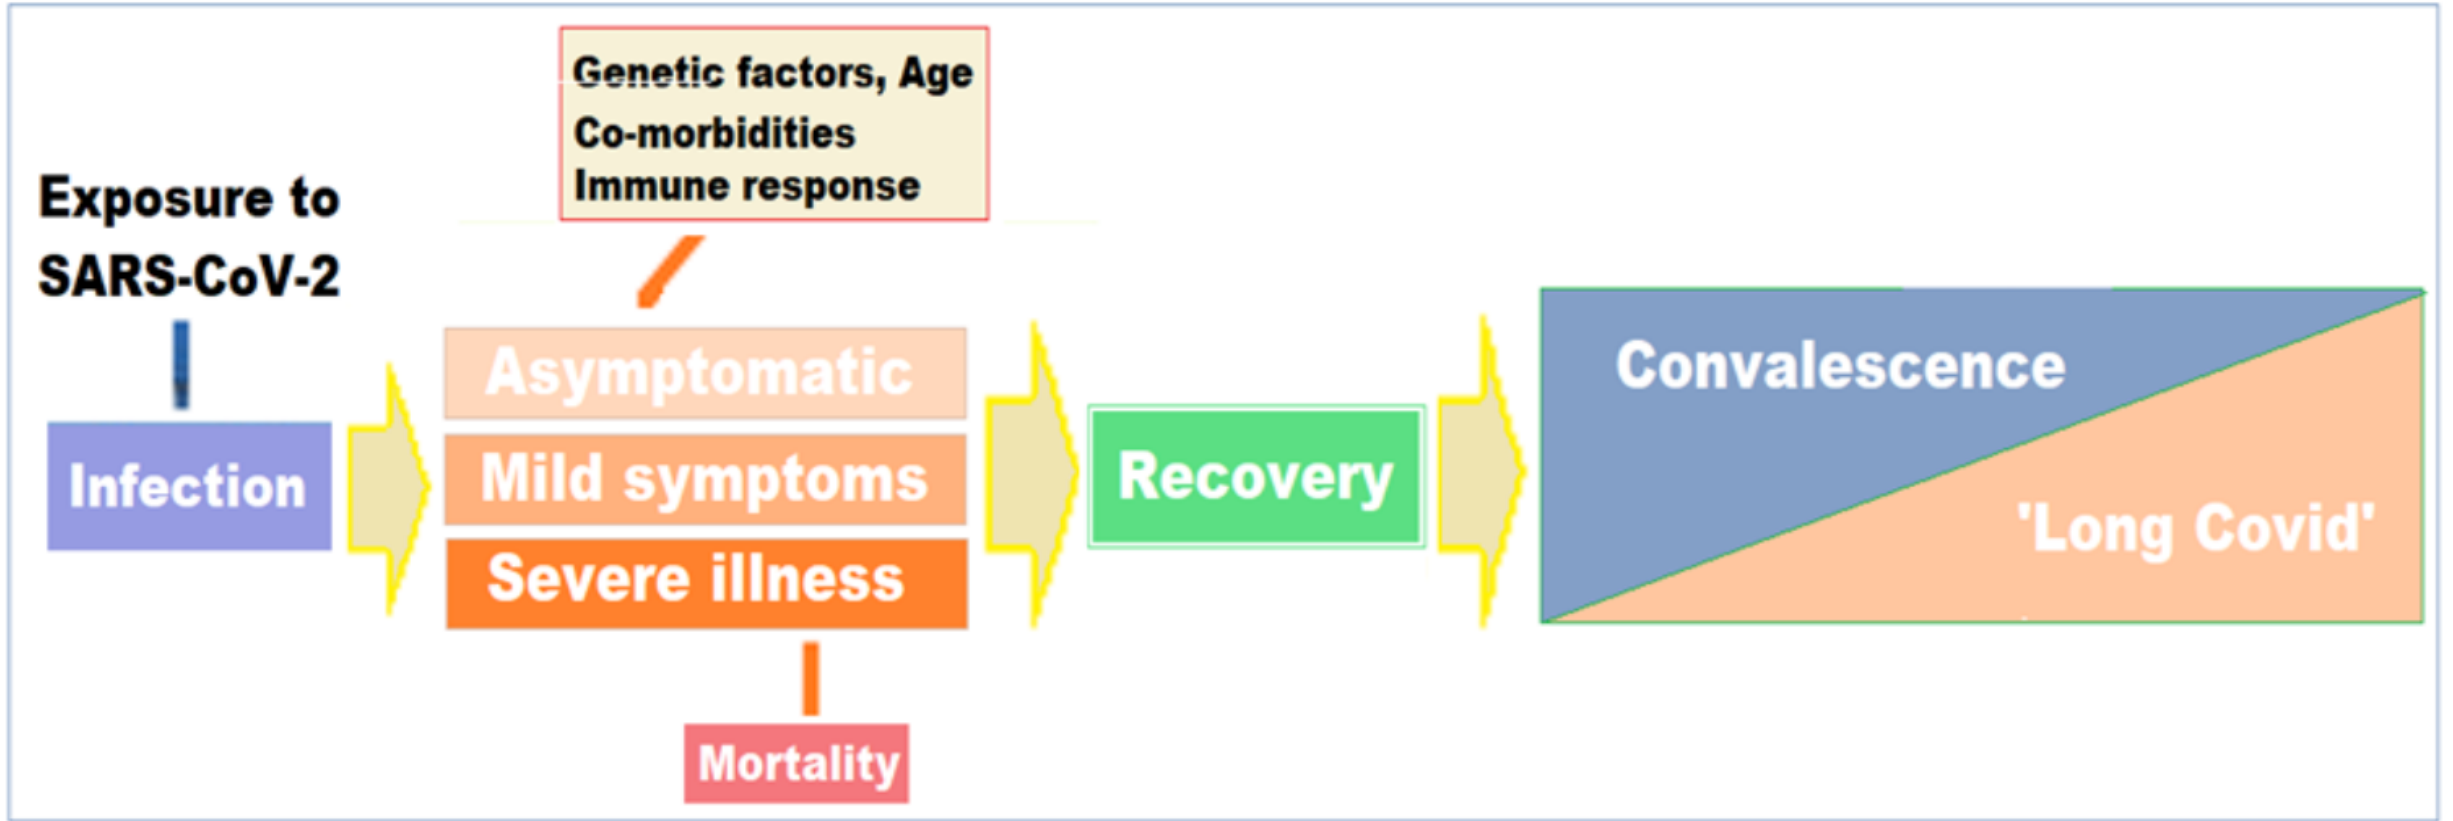 Genetic factors, Age
Co-morbidities
Immune response
Exposure to
SARS-CoV-2
Infection
Asymptomatic
Mild symptoms
Severe illness
Mortality
Recovery
Convalescence
'Long Covid'